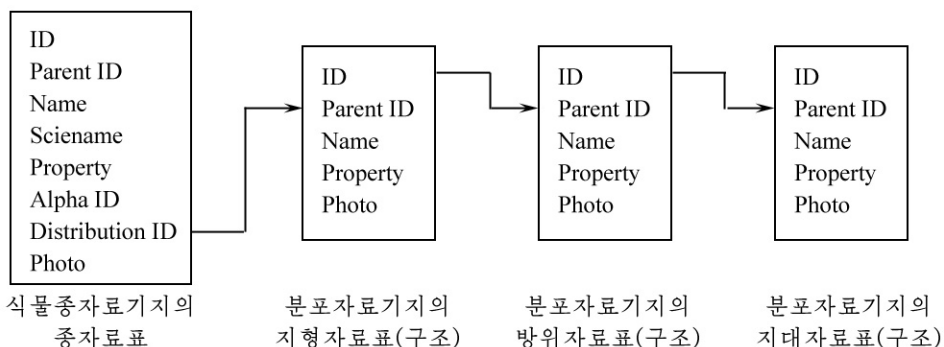 ID
Parent ID
Name
Sciename
Property
Alpha ID
Distribution ID
Photo
식물종자료기지의
종자료표
ID
Parent ID
Name
Property
Photo
분포자료기지의
지형자료표(구조)
ID
Parent ID
Name
Property
Photo
분포자료기지의
방위자료표(구조)
ID
Parent ID
Name
Property
Photo
분포자료기지의
지대자료표(구조)